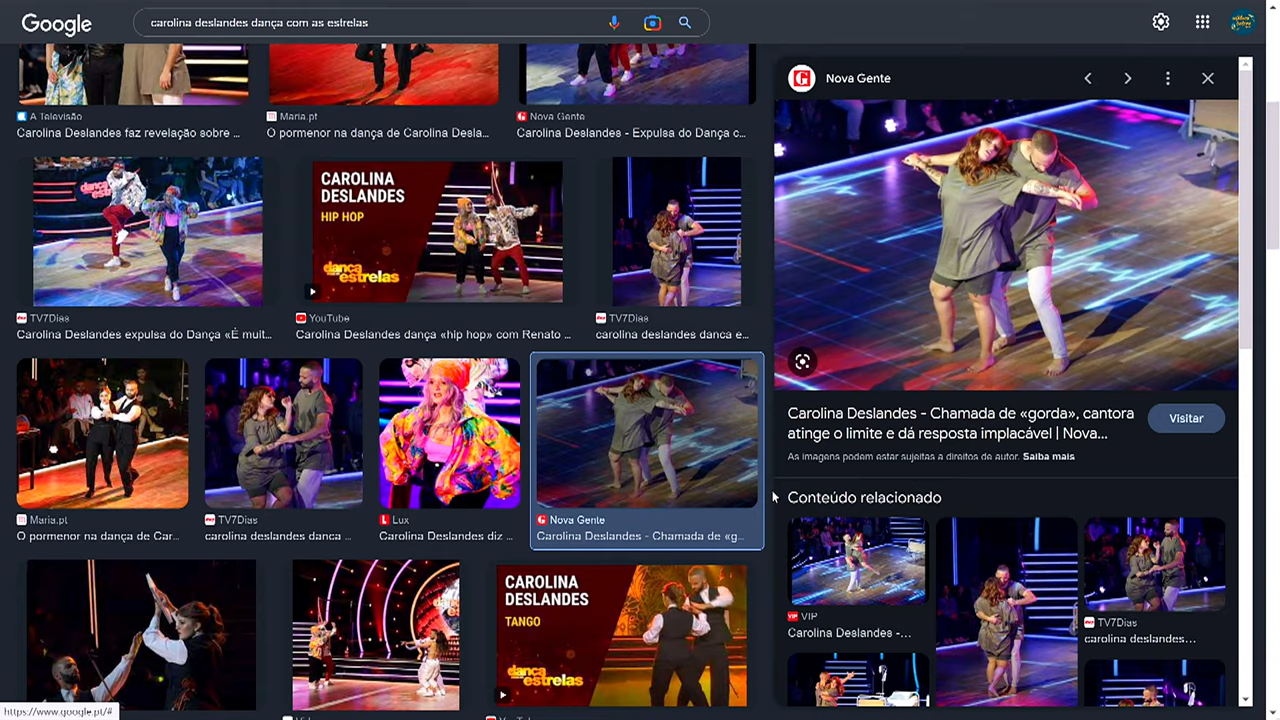 Google
carolina deslandes dança com as estrelas
A Televisão
Carolina Deslandes faz revelação sobre ...
Maria.pt
O pormenor na dança de Carolina Desla...
Nova Gente
Carolina Deslandes - Expulsa do Dança c...
CAROLINA
DESLANDES
HIP HOP
dança
estrelas
TV7Dias
Carolina Deslandes expulsa do Dança «É muit...
YouTube
Carolina Deslandes dança «hip hop» com Renato ...
TV7Dias
carolina deslandes danca e...
Maria.pt
O pormenor na dança de Car...
TV7Dias
carolina deslandes danca ...
Lux
Carolina Deslandes diz ...
Nova Gente
Carolina Deslandes - Chamada de «g...
CAROLINA
DESLANDES
TANGO
dança
estrelas
https://www.google.pt/#
Nova Gente
Carolina Deslandes - Chamada de «gorda», cantora
atinge o limite e dá resposta implacável | Nova...
Visitar
As imagens podem estar sujeitas a direitos de autor. Saiba mais
Conteúdo relacionado
VIP
Carolina Deslandes -...
TV7Dias
carolina deslandes...